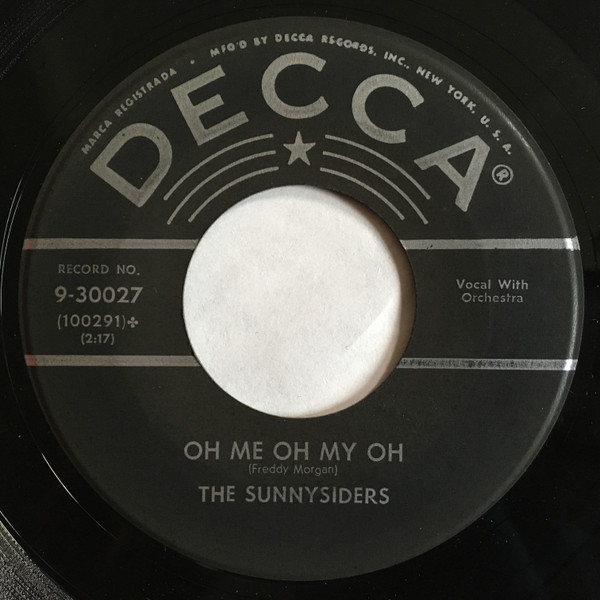 MARCA REGISTRADA • MFG'D BY DECCA RECORDS, INC., NEW YORK, U. S. A.
DECCA®
RECORD NO.
9-30027
(100291)✤
(2:17)
Vocal With
Orchestra
OH ME OH MY OH
(Freddy Morgan)
THE SUNNYSIDERS